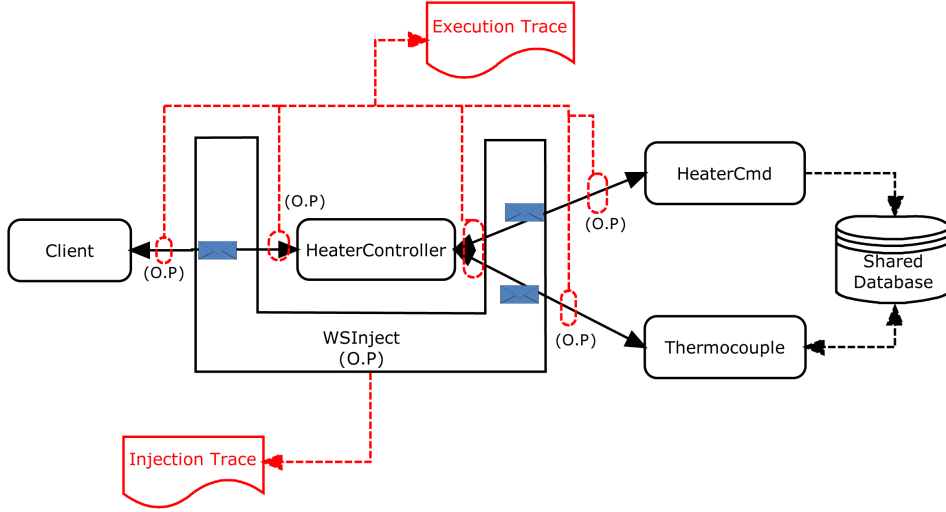 Execution Trace
HeaterCmd
(O.P)
(O.P)
Client
HeaterController
(O.P)
Shared
Database
WSInject
(O.P)
(O.P)
Thermocouple
Injection Trace